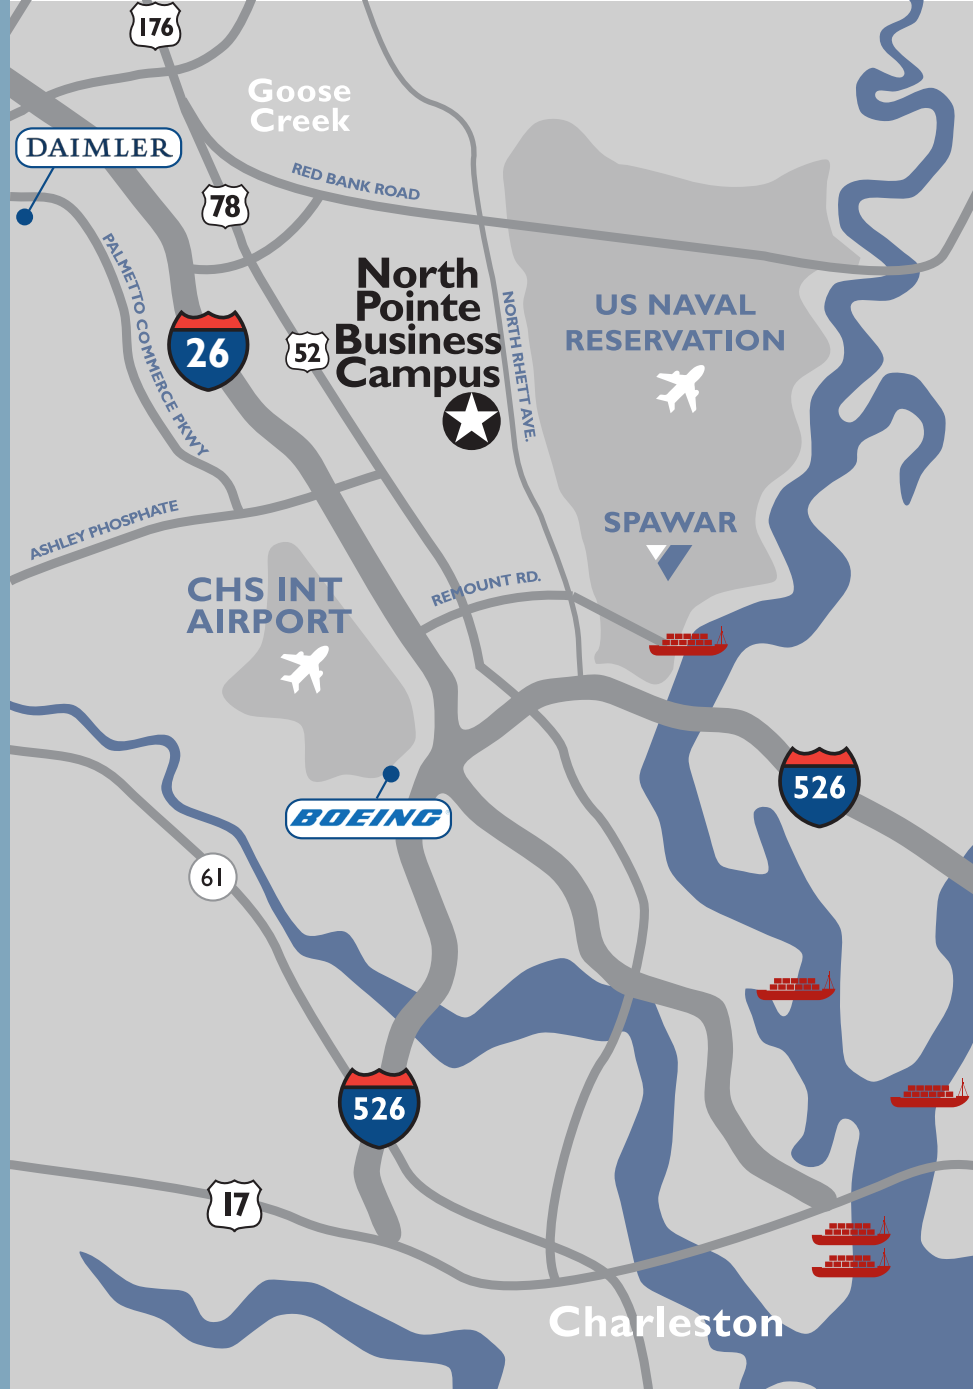 176
Goose
Creek
DAIMLER
RED BANK ROAD
78
PALMETTO COMMERCE PKWY
North
Pointe
Business
Campus
NORTH RHETT AVE.
US NAVAL
RESERVATION
26
52
ASHLEY PHOSPHATE
SPAWAR
CHS INT
AIRPORT
REMOUNT RD.
526
BOEING
61
526
17
Charleston